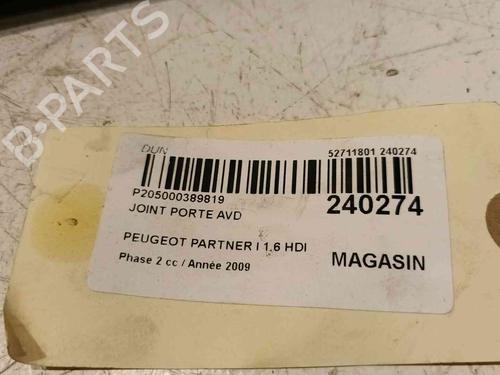 B-PARTS
DUN
52711801 240274
P205000389819
JOINT PORTE AVD
240274
PEUGEOT PARTNER I 1.6 HDI
Phase 2 cc / Année 2009
MAGASIN